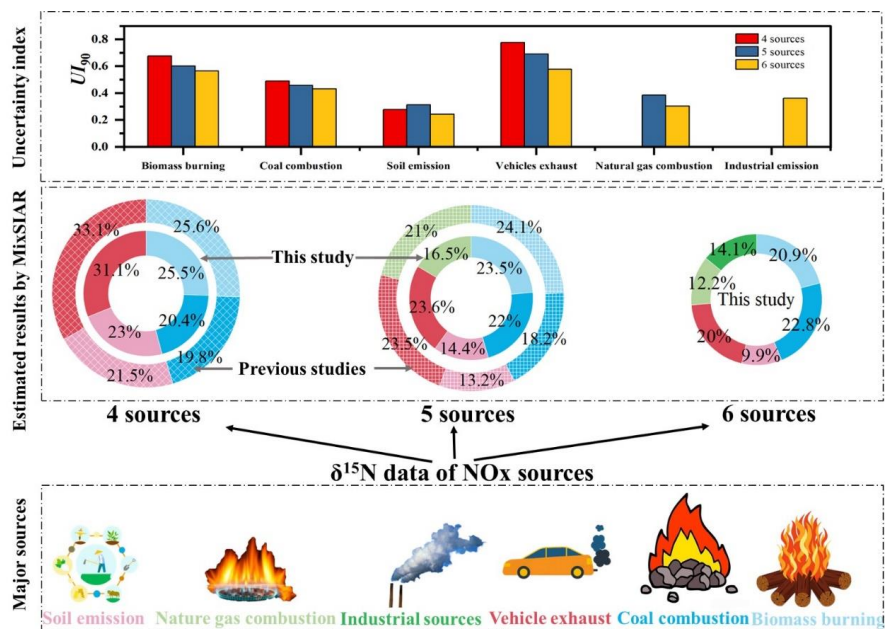 Uncertainty index
UI90
0.8
0.6
0.4
0.2
0.0
4 sources
5 sources
6 sources
Biomass burning
Coal combustion
Soil emission
Vehicles exhaust
Natural gas combustion
Industrial emission
Estimated results by MixSIAR
33.1%
25.6%
31.1%
25.5%
23%
20.4%
21.5%
19.8%
This study
Previous studies
21%
24.1%
16.5%
23.5%
23.6%
22%
14.4%
23.5%
18.2%
13.2%
14.1%
20.9%
12.2%
This study
20%
22.8%
9.9%
4 sources
5 sources
6 sources
δ15N data of NOx sources
Major sources
Soil emission
Nature gas combustion
Industrial sources
Vehicle exhaust
Coal combustion
Biomass burning